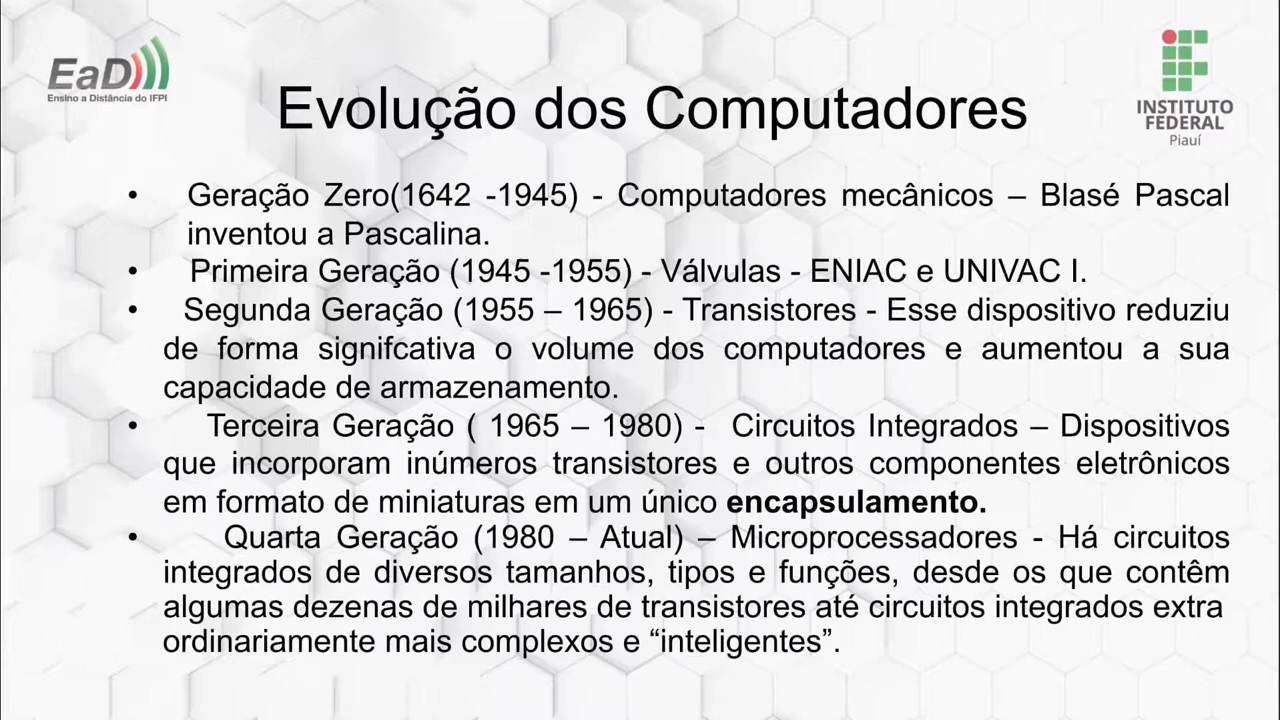 EaD
Ensino a Distância do IFPI
INSTITUTO
FEDERAL
Piauí
Evolução dos Computadores
• Geração Zero(1642 -1945) - Computadores mecânicos – Blasé Pascal
inventou a Pascalina.
• Primeira Geração (1945 -1955) - Válvulas - ENIAC e UNIVAC I.
• Segunda Geração (1955 – 1965) - Transistores - Esse dispositivo reduziu
de forma signifcativa o volume dos computadores e aumentou a sua
capacidade de armazenamento.
• Terceira Geração ( 1965 – 1980) - Circuitos Integrados – Dispositivos
que incorporam inúmeros transistores e outros componentes eletrônicos
em formato de miniaturas em um único encapsulamento.
• Quarta Geração (1980 – Atual) – Microprocessadores - Há circuitos
integrados de diversos tamanhos, tipos e funções, desde os que contêm
algumas dezenas de milhares de transistores até circuitos integrados extra
ordinariamente mais complexos e “inteligentes”.